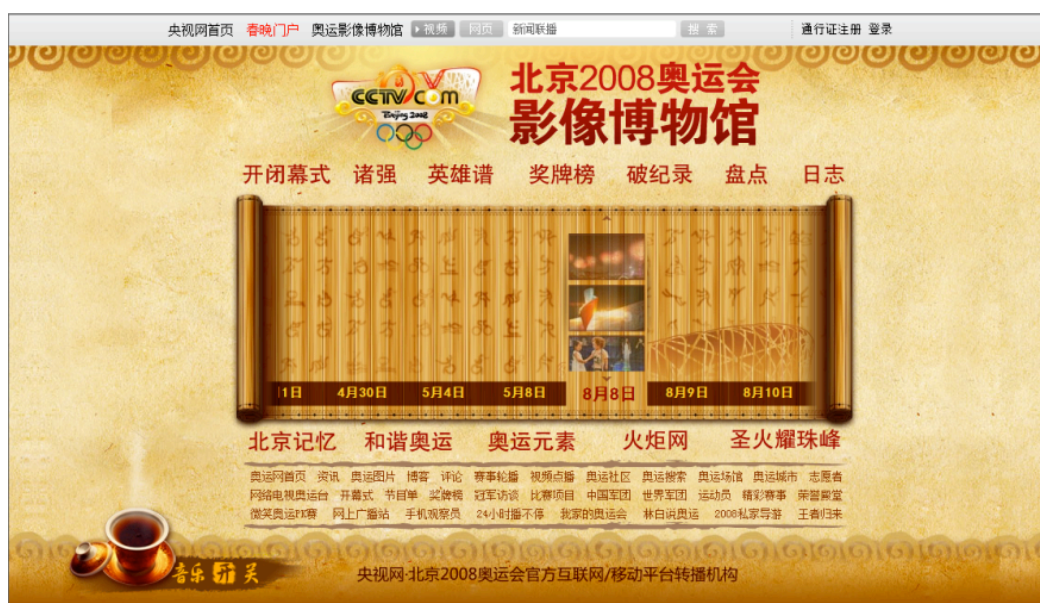 央视网首页 春晚门户 奥运影像博物馆 视频 网页 新闻联播 搜索 通行证注册 登录
CCTV.com
Beijing 2008
北京2008奥运会
影像博物馆
开闭幕式 诸强 英雄谱 奖牌榜 破纪录 盘点 日志
1日 4月30日 5月4日 5月8日 8月8日 8月9日 8月10日
北京记忆 和谐奥运 奥运元素 火炬网 圣火耀珠峰
奥运网首页 资讯 奥运图片 博客 评论 赛事轮播 视频点播 奥运社区 奥运搜索 奥运场馆 奥运城市 志愿者
网络电视奥运台 开幕式 节目单 奖牌榜 冠军访谈 比赛项目 中国军团 世界军团 运动员 精彩赛事 荣誉殿堂
微笑奥运PK赛 网上广播站 手机观察员 24小时播不停 我家的奥运会 林白说奥运 2008私家导游 王者归来
音乐开关
央视网·北京2008奥运会官方互联网/移动平台转播机构